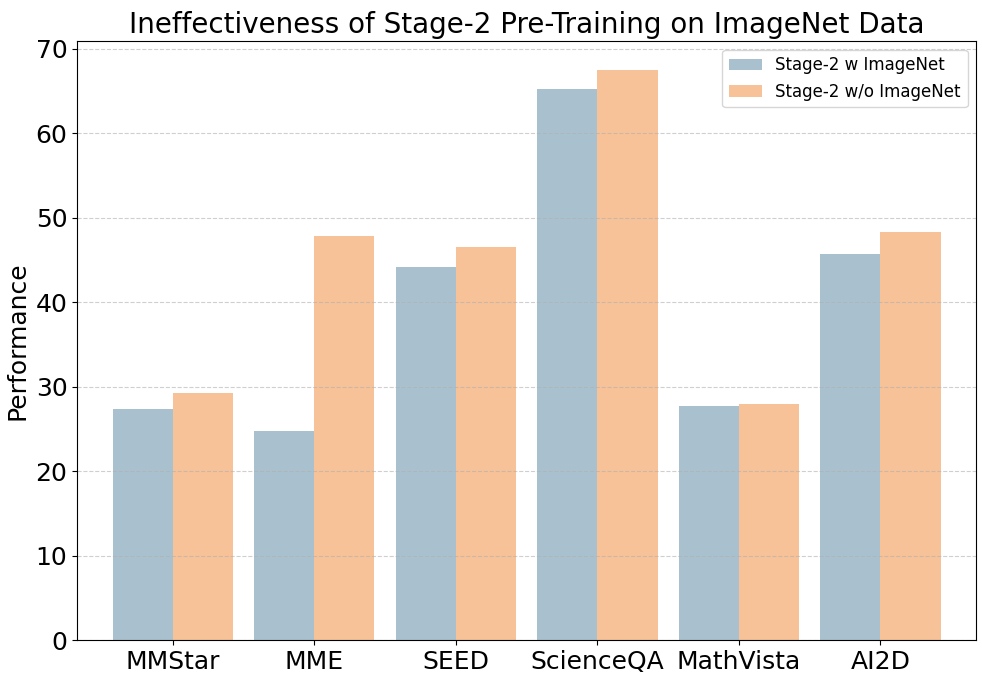 Ineffectiveness of Stage-2 Pre-Training on ImageNet Data
Stage-2 w ImageNet
Stage-2 w/o ImageNet
Performance
70
60
50
40
30
20
10
0
MMStar MME SEED ScienceQA MathVista AI2D